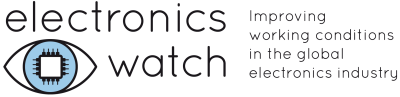 electronics
watch
Improving
working conditions
in the global
electronics industry